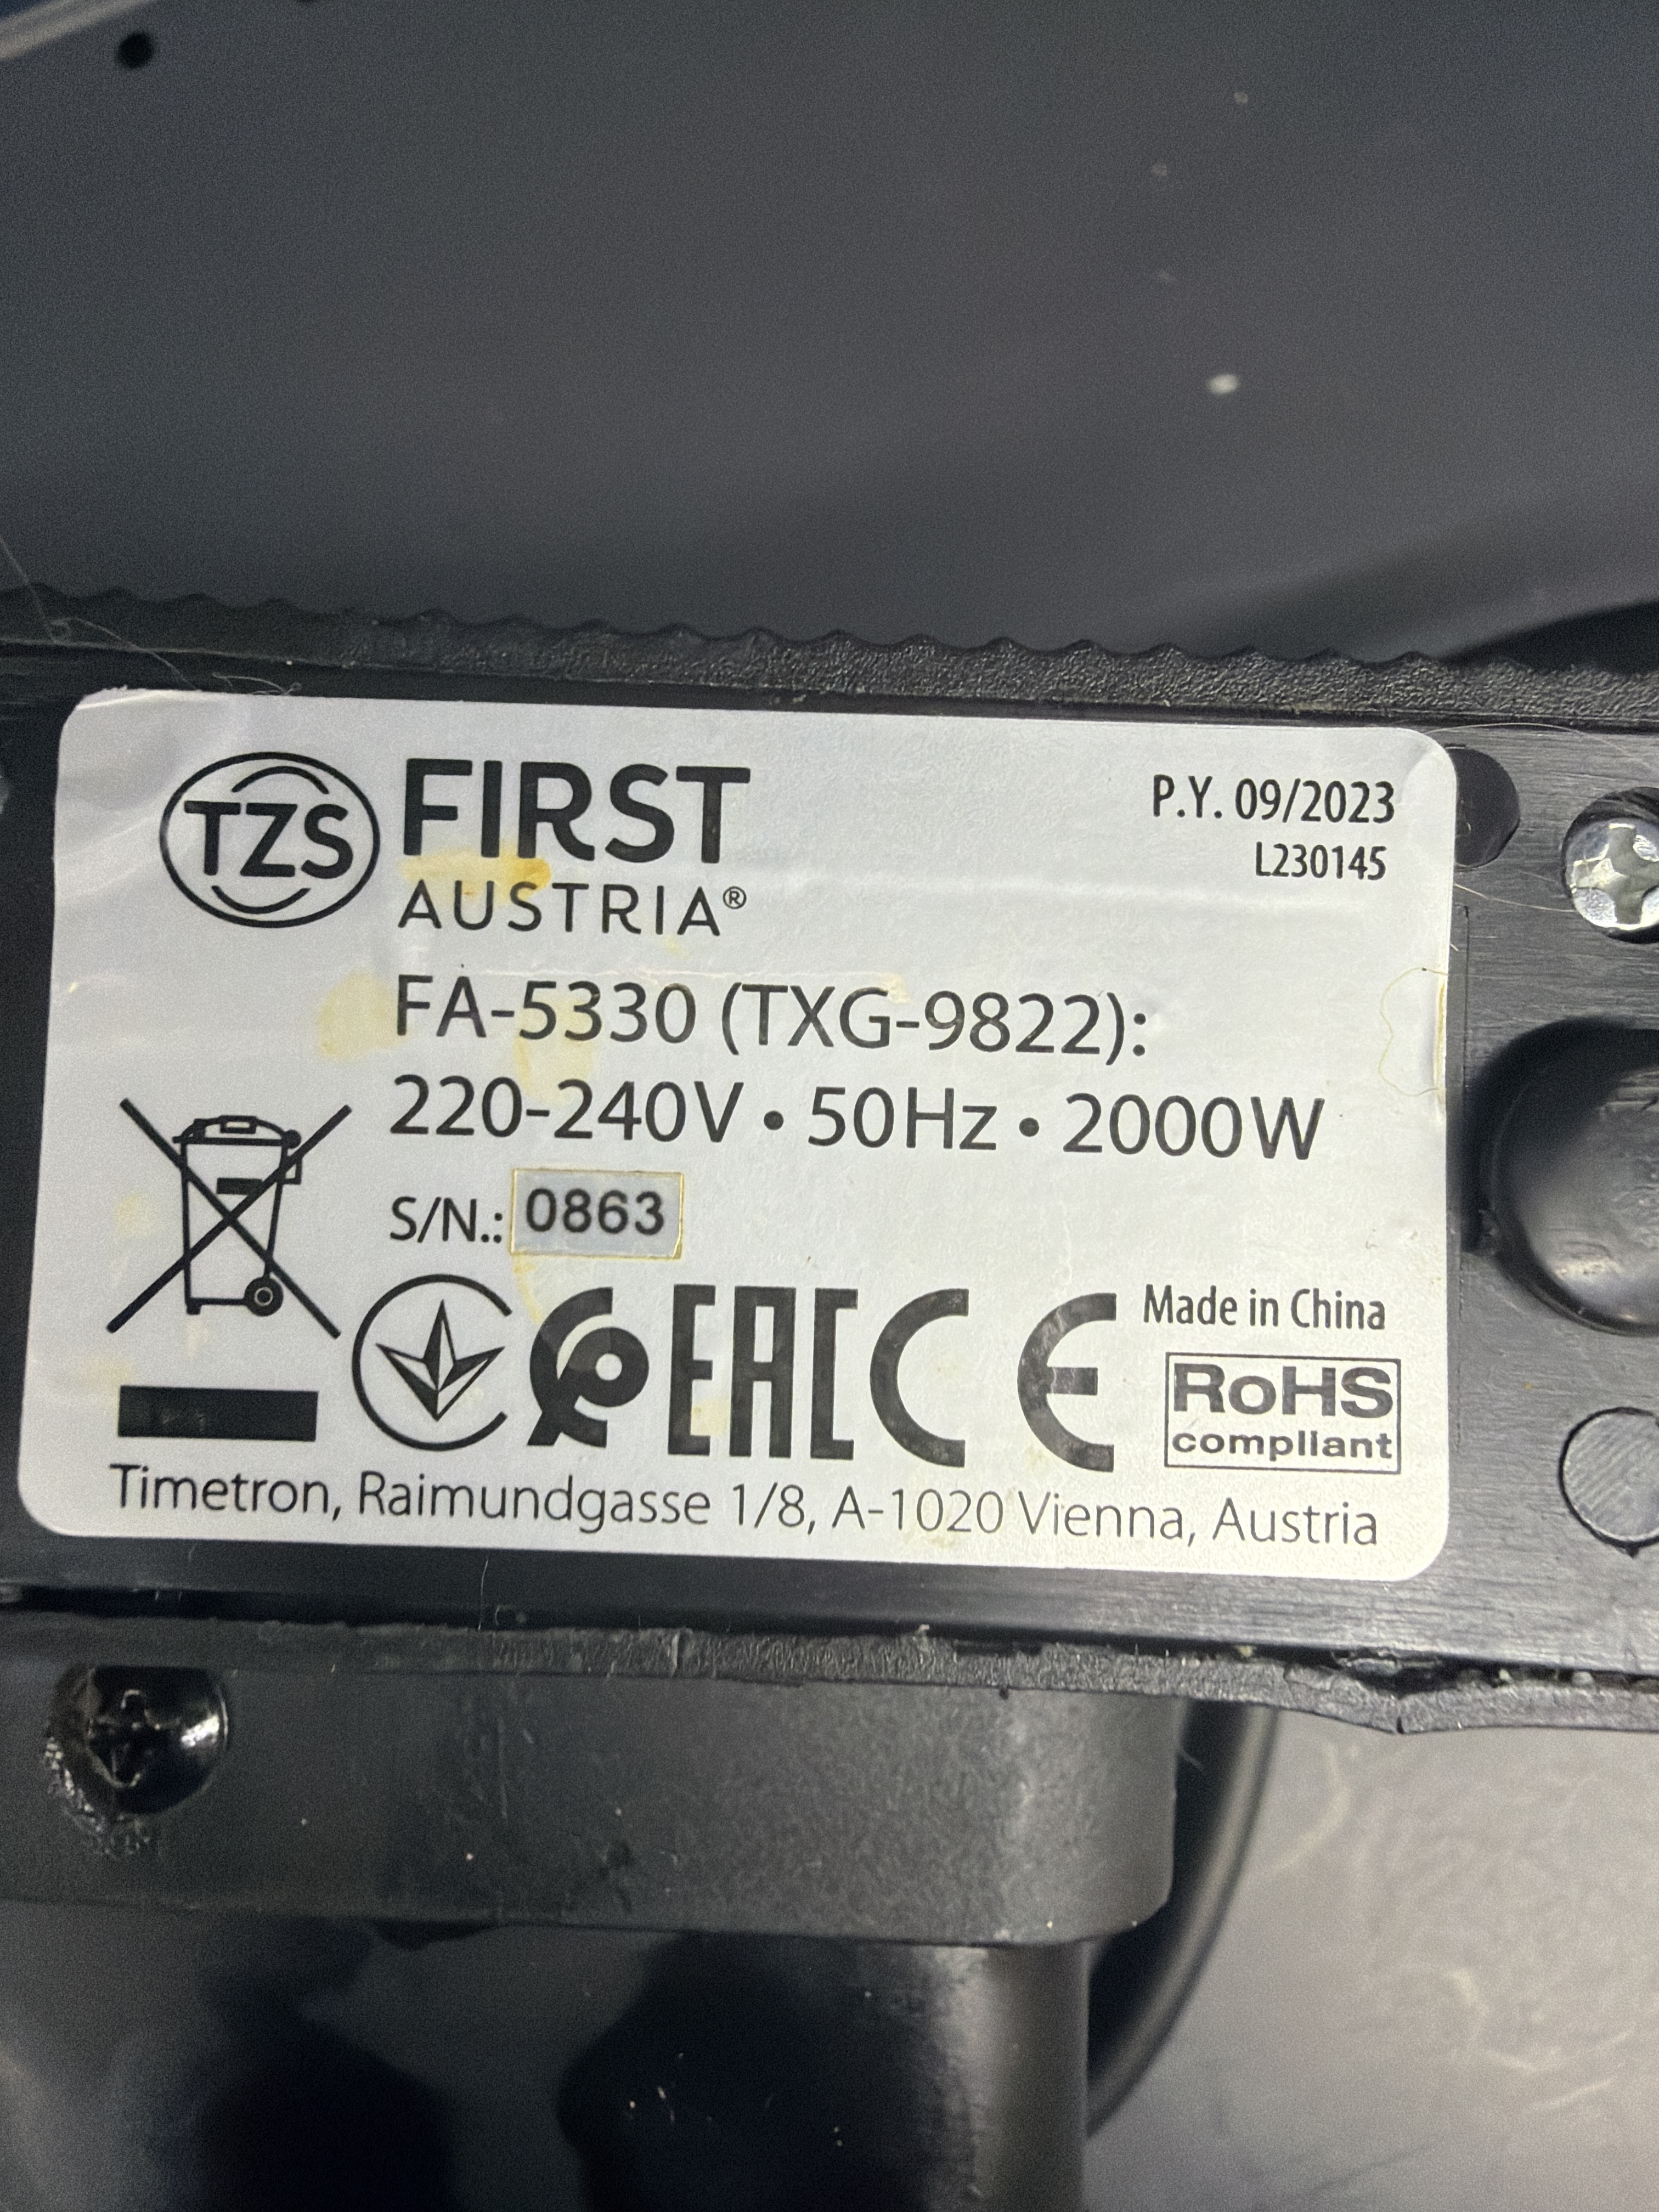 TZS FIRST
AUSTRIA®
P.Y. 09/2023
L230145
FA-5330 (TXG-9822):
220-240V • 50Hz • 2000W
S/N.: 0863
EAC CE
Made in China
RoHS
compliant
Timetron, Raimundgasse 1/8, A-1020 Vienna, Austria